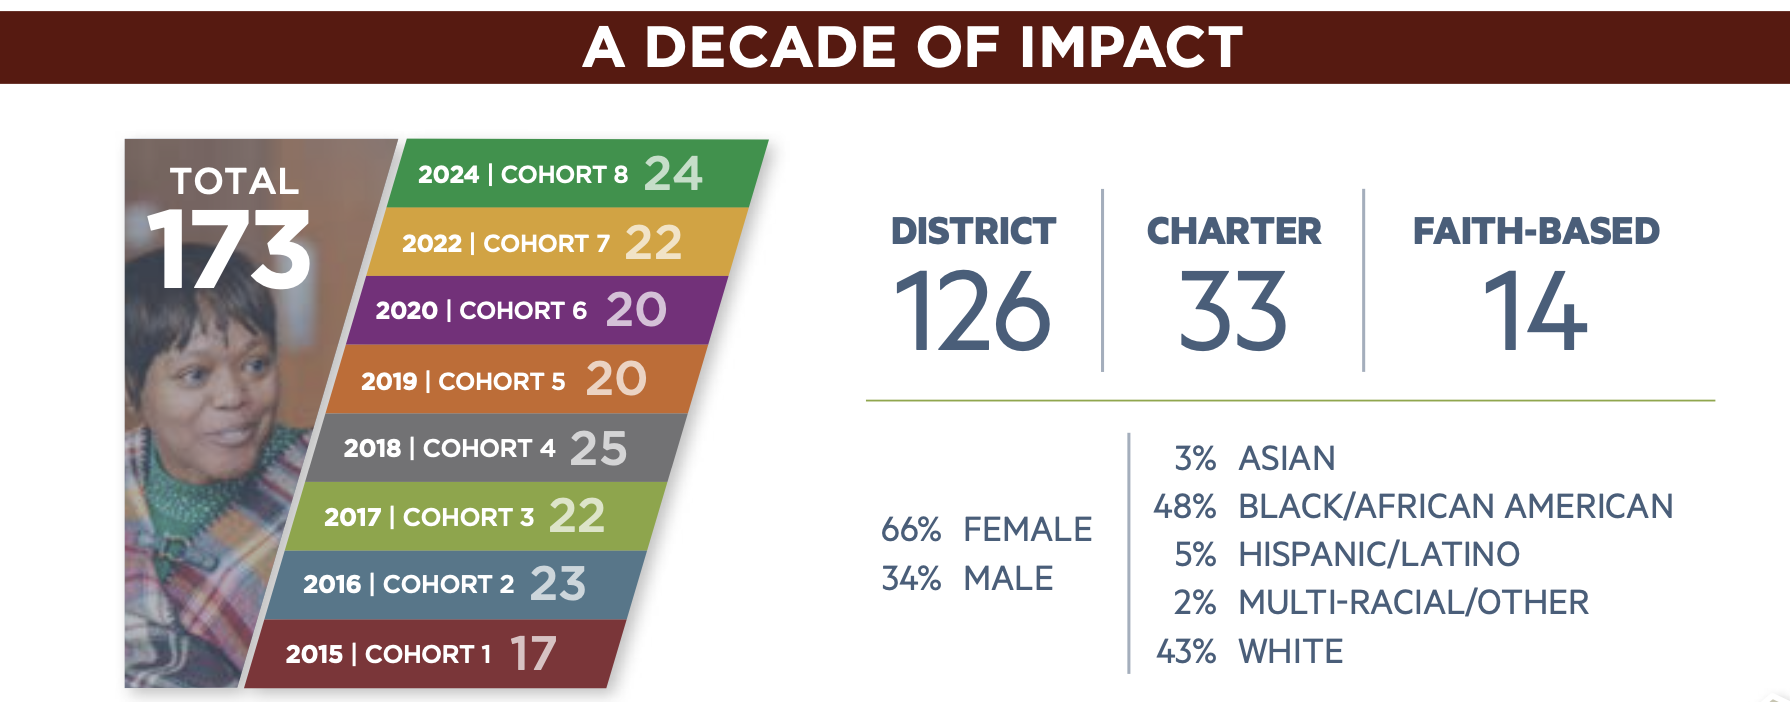 A DECADE OF IMPACT
TOTAL
173
2024 | COHORT 8 24
2022 | COHORT 7 22
2020 | COHORT 6 20
2019 | COHORT 5 20
2018 | COHORT 4 25
2017 | COHORT 3 22
2016 | COHORT 2 23
2015 | COHORT 1 17
DISTRICT
126
CHARTER
33
FAITH-BASED
14
66% FEMALE
34% MALE
3% ASIAN
48% BLACK/AFRICAN AMERICAN
5% HISPANIC/LATINO
2% MULTI-RACIAL/OTHER
43% WHITE